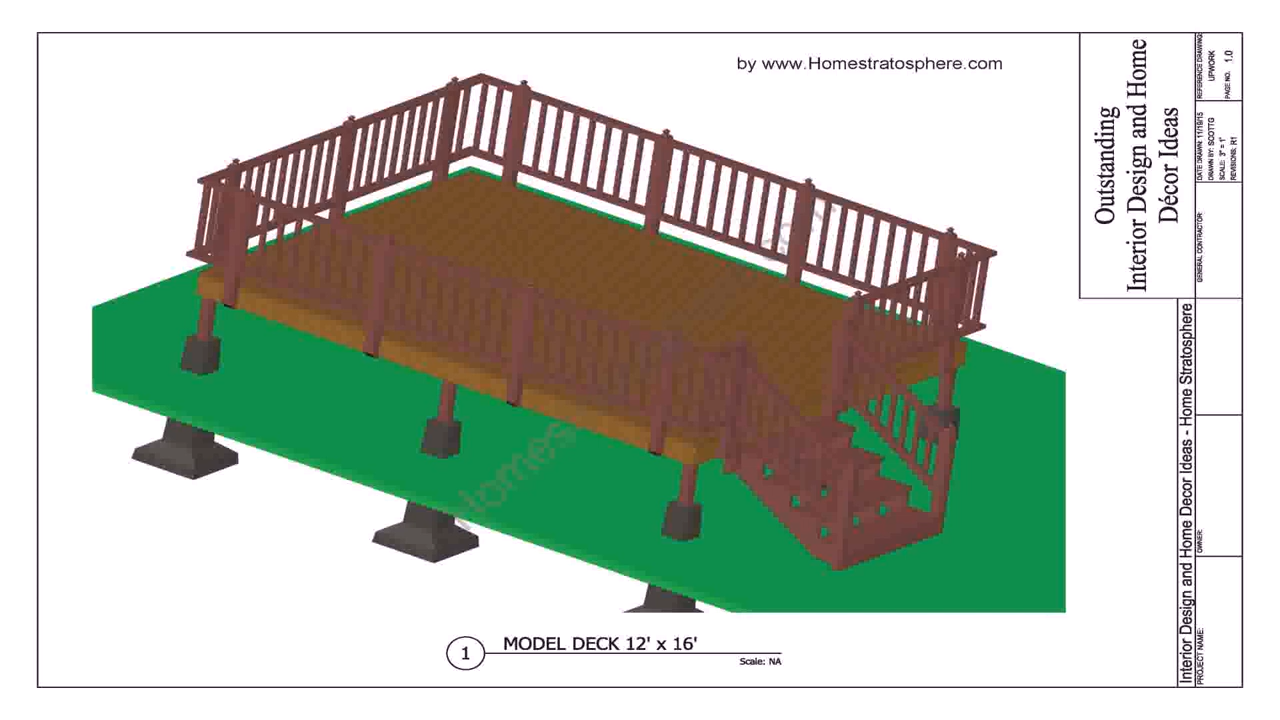 by www.Homestratosphere.com
Outstanding
Interior Design and Home
Décor Ideas
REFERENCE DRAWING:
UPWORK
PAGE NO. 1.0
DATE DRAWN: 11/19/15
DRAWN BY: SCOTTG
SCALE: 3" = 1'
REVISIONS: R1
GENERAL CONTRACTOR:
OWNER:
PROJECT NAME:
Interior Design and Home Decor Ideas - Home Stratosphere
Homes
1
MODEL DECK 12' x 16'
Scale: NA